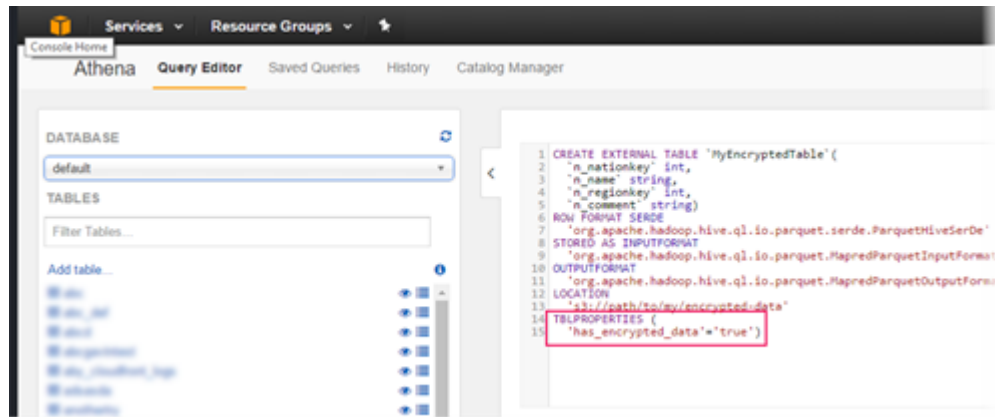 Services Resource Groups
Console Home
Athena Query Editor Saved Queries History Catalog Manager
DATABASE
default
TABLES
Filter Tables...
Add table...
1 CREATE EXTERNAL TABLE `MyEncryptedTable`(
2 `n_nationkey` int,
3 `n_name` string,
4 `n_regionkey` int,
5 `n_comment` string)
6 ROW FORMAT SERDE
7 'org.apache.hadoop.hive.ql.io.parquet.serde.ParquetHiveSerDe'
8 STORED AS INPUTFORMAT
9 'org.apache.hadoop.hive.ql.io.parquet.MapredParquetInputForma
10 OUTPUTFORMAT
11 'org.apache.hadoop.hive.ql.io.parquet.MapredParquetOutputForma
12 LOCATION
13 's3://path/to/my/encrypted-data'
14 TBLPROPERTIES (
15 'has_encrypted_data'='true')